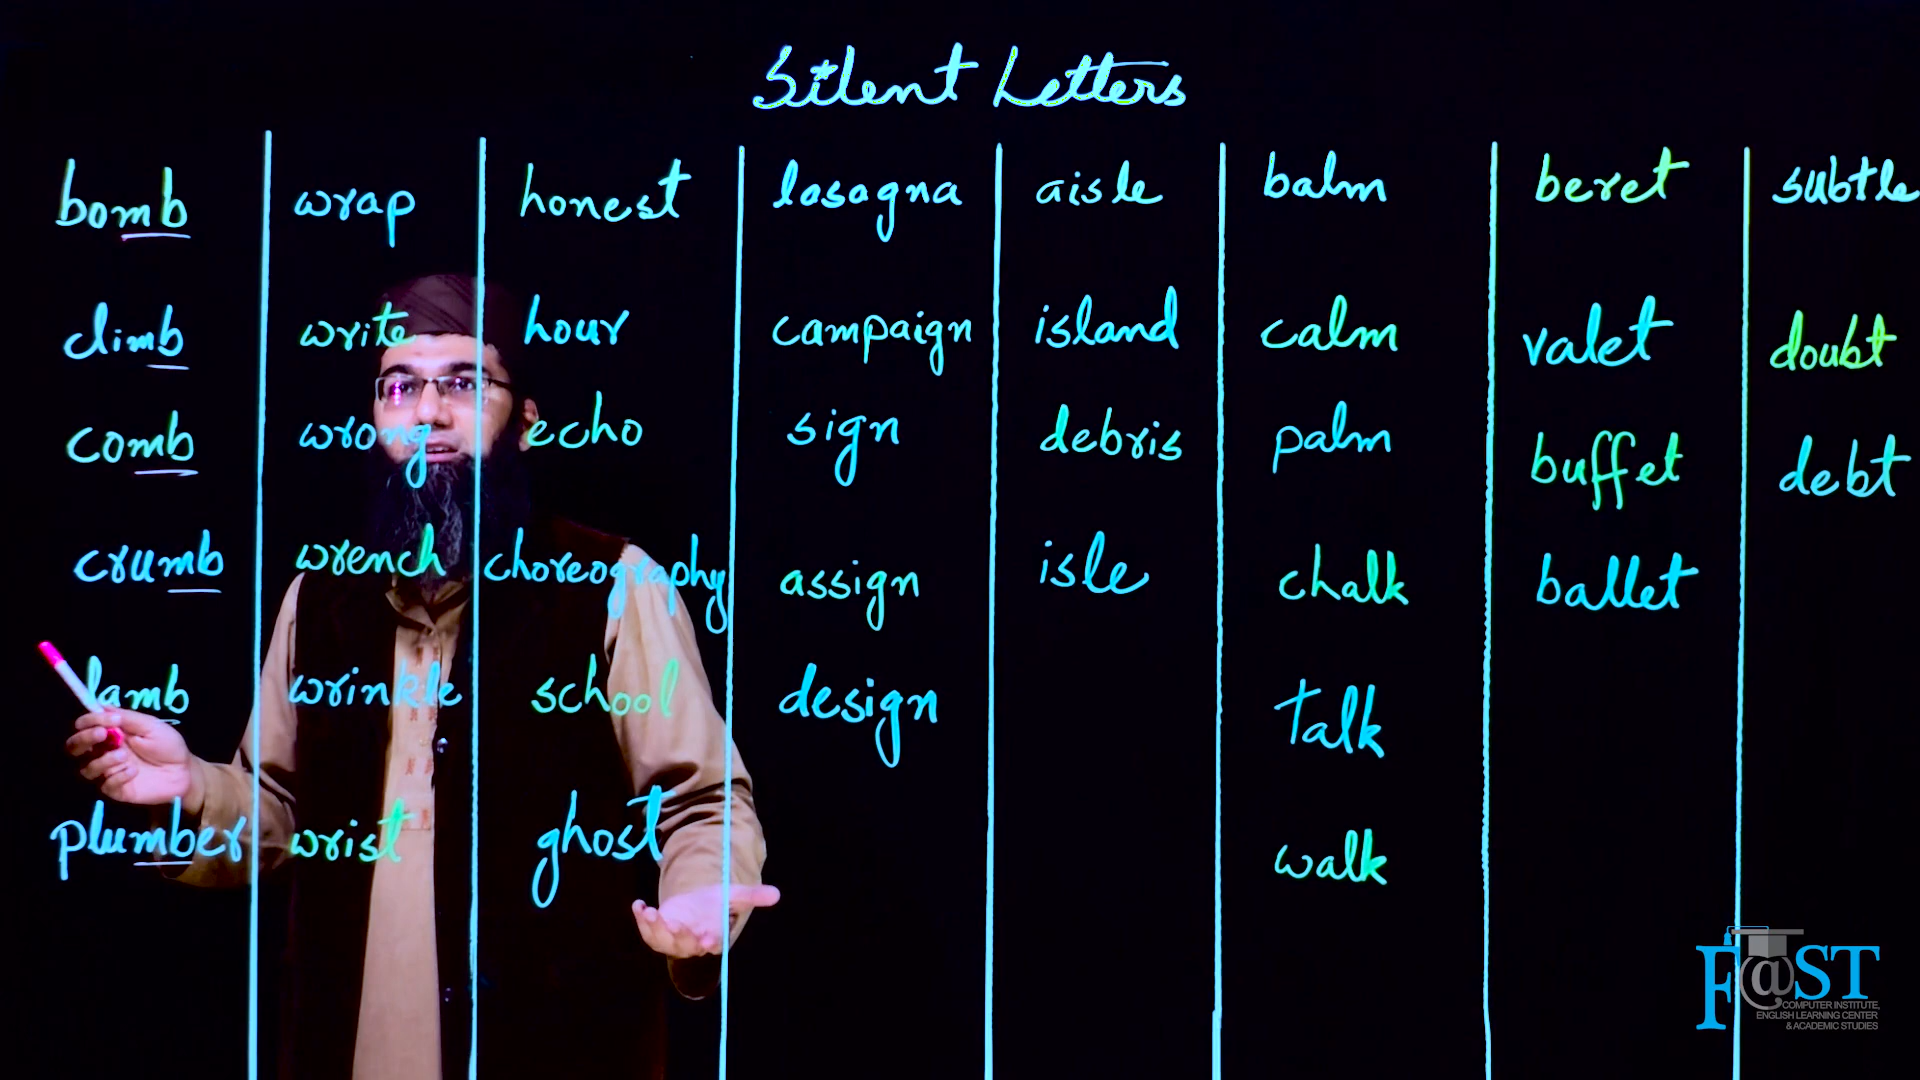 Silent Letters
bomb wrap honest lasagna aisle balm beret subtle
climb write hour campaign island calm valet doubt
comb wrong echo sign debris palm buffet debt
crumb wrench choreography assign isle chalk ballet
lamb wrinkle school design talk
plumber wrist ghost walk
F@ST
COMPUTER INSTITUTE,
ENGLISH LEARNING CENTER
& ACADEMIC STUDIES